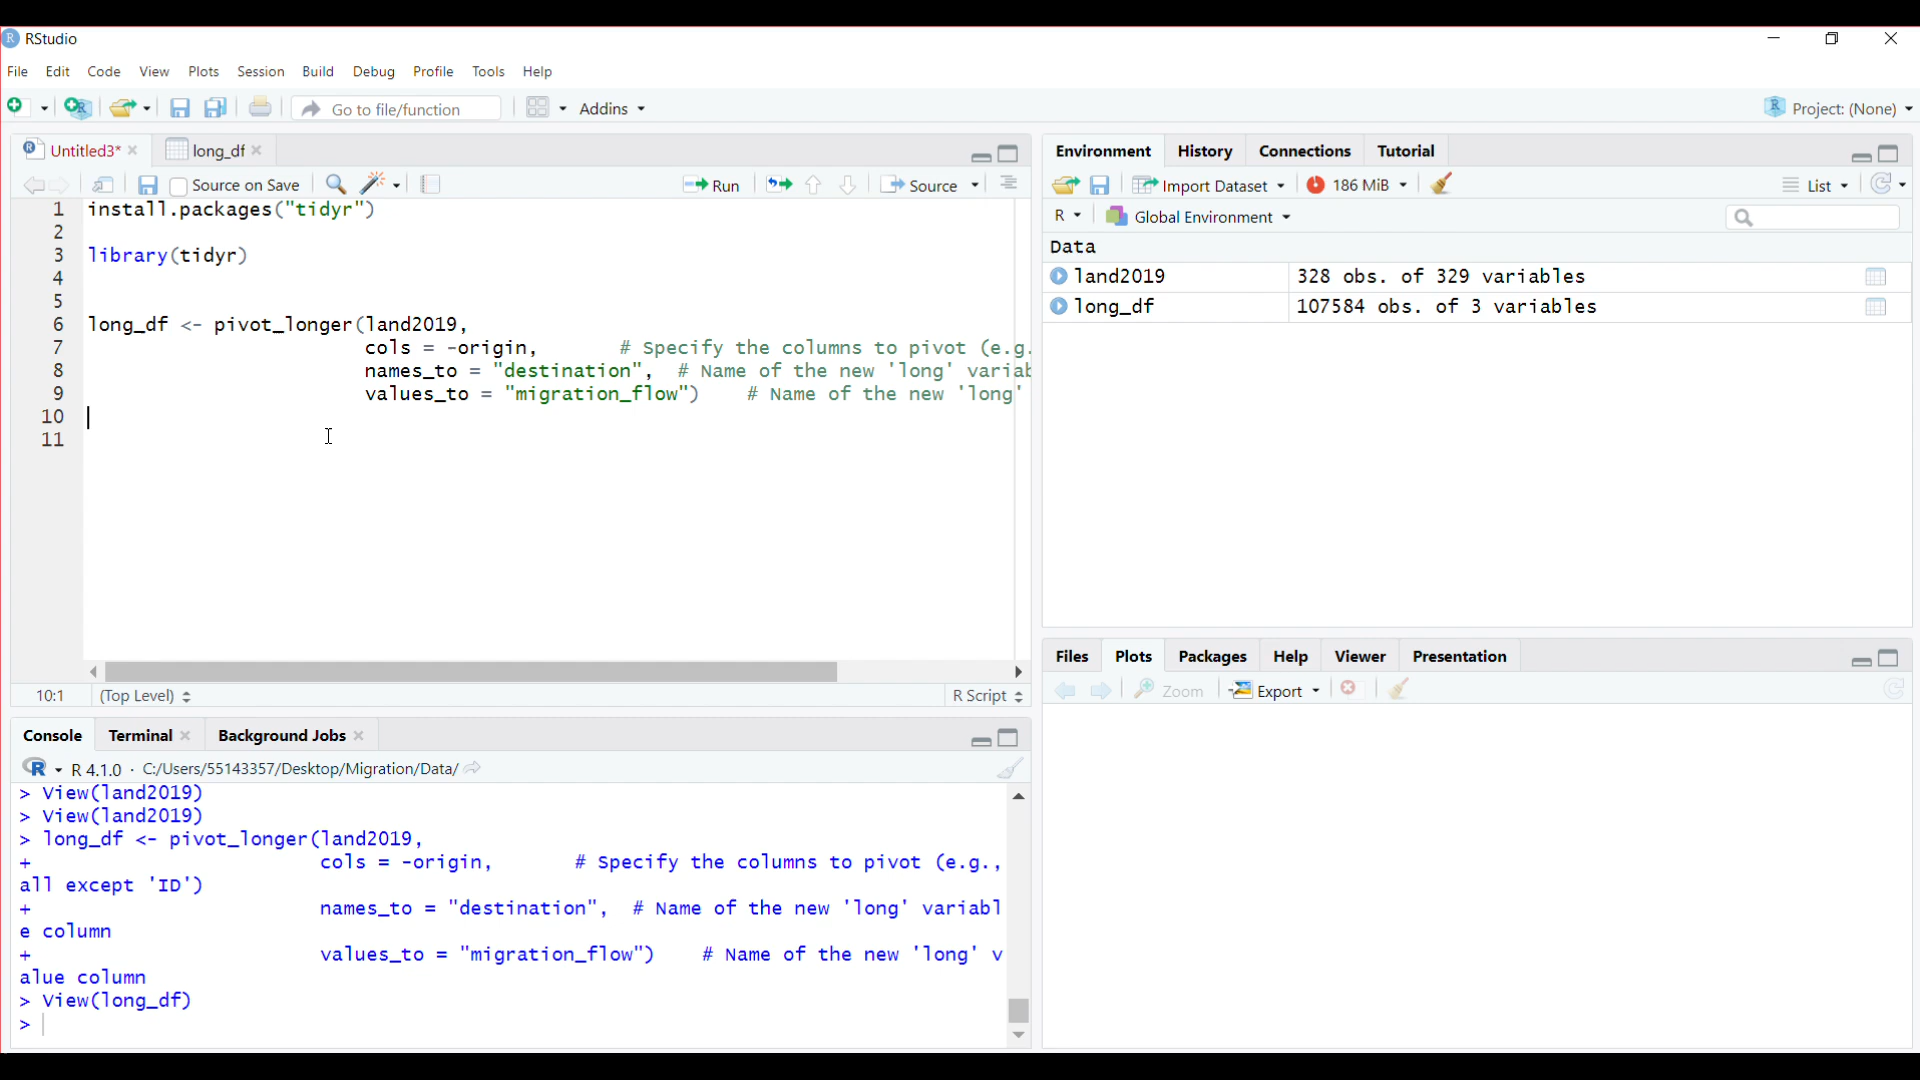 RStudio
File Edit Code View Plots Session Build Debug Profile Tools Help
Go to file/function Addins Project: (None)
Untitled3* long_df
Source on Save Run Source
1 install.packages("tidyr")
2
3 library(tidyr)
4
5
6 long_df <- pivot_longer(land2019,
7 cols = -origin, # Specify the columns to pivot (e.g.
8 names_to = "destination", # Name of the new 'long' variab
9 values_to = "migration_flow") # Name of the new 'long'
10
11
10:1 (Top Level) R Script
Console Terminal Background Jobs
R 4.1.0 · C:/Users/55143357/Desktop/Migration/Data/
> View(land2019)
> View(land2019)
> long_df <- pivot_longer(land2019,
+ cols = -origin, # Specify the columns to pivot (e.g.,
all except 'ID')
+ names_to = "destination", # Name of the new 'long' variabl
e column
+ values_to = "migration_flow") # Name of the new 'long' v
alue column
> View(long_df)
>
Environment History Connections Tutorial
Import Dataset 186 MiB List
R Global Environment
Data
land2019 328 obs. of 329 variables
long_df 107584 obs. of 3 variables
Files Plots Packages Help Viewer Presentation
Zoom Export